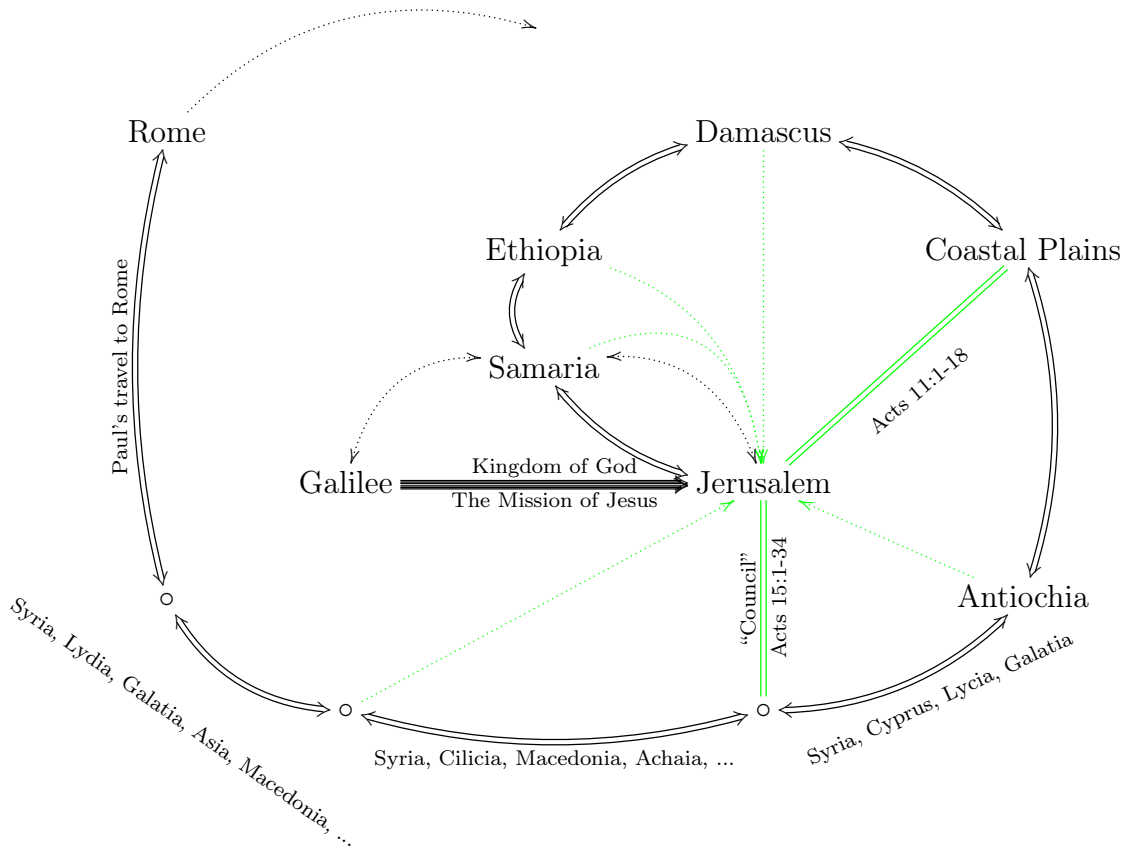 Rome
Damascus
Ethiopia
Coastal Plains
Paul's travel to Rome
Samaria
Acts 11:1-18
Kingdom of God
Galilee
Jerusalem
The Mission of Jesus
“Council”
Acts 15:1-34
Antiochia
Syria, Lydia, Galatia, Asia, Macedonia, ...
Syria, Cyprus, Lycia, Galatia
Syria, Cilicia, Macedonia, Achaia, ...